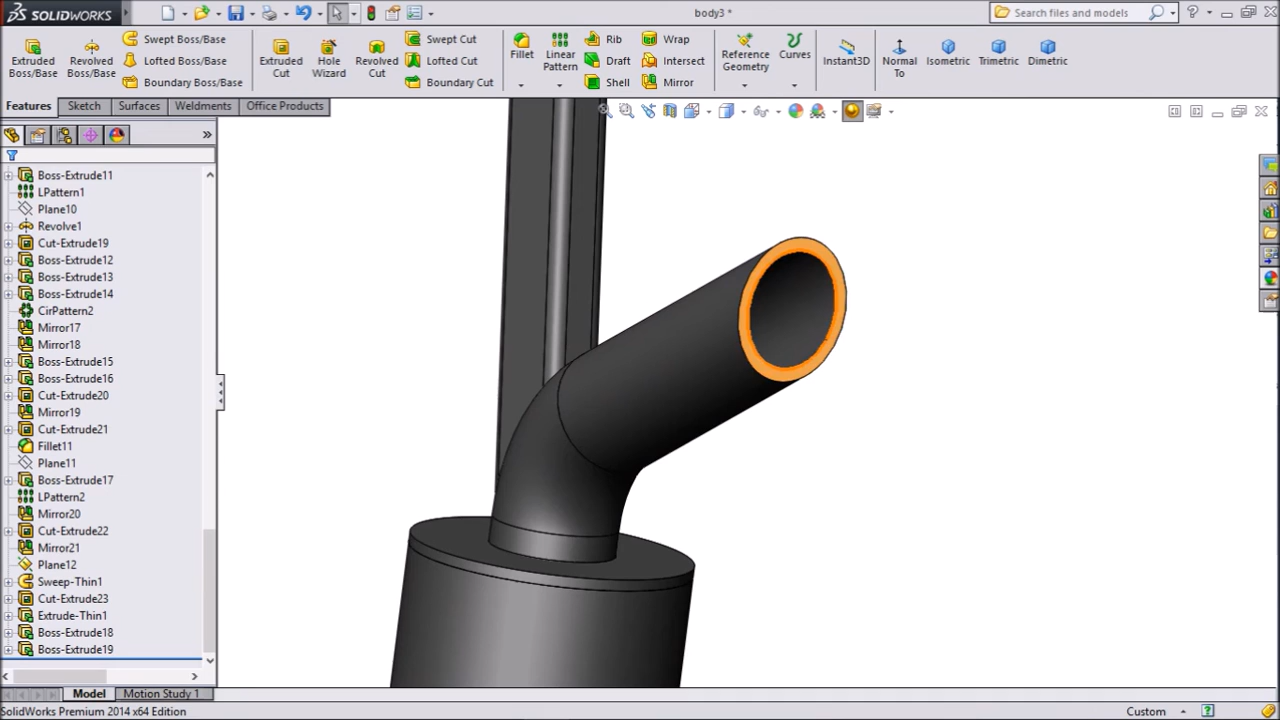 SOLIDWORKS
body3 *
Search files and models
Extruded Boss/Base
Revolved Boss/Base
Swept Boss/Base
Lofted Boss/Base
Boundary Boss/Base
Extruded Cut
Hole Wizard
Revolved Cut
Swept Cut
Lofted Cut
Boundary Cut
Fillet
Linear Pattern
Rib
Draft
Shell
Wrap
Intersect
Mirror
Reference Geometry
Curves
Instant3D
Normal To
Isometric
Trimetric
Dimetric
Features
Sketch
Surfaces
Weldments
Office Products
Boss-Extrude11
LPattern1
Plane10
Revolve1
Cut-Extrude19
Boss-Extrude12
Boss-Extrude13
Boss-Extrude14
CirPattern2
Mirror17
Mirror18
Boss-Extrude15
Boss-Extrude16
Cut-Extrude20
Mirror19
Cut-Extrude21
Fillet11
Plane11
Boss-Extrude17
LPattern2
Mirror20
Cut-Extrude22
Mirror21
Plane12
Sweep-Thin1
Cut-Extrude23
Extrude-Thin1
Boss-Extrude18
Boss-Extrude19
Model
Motion Study 1
SolidWorks Premium 2014 x64 Edition
Custom